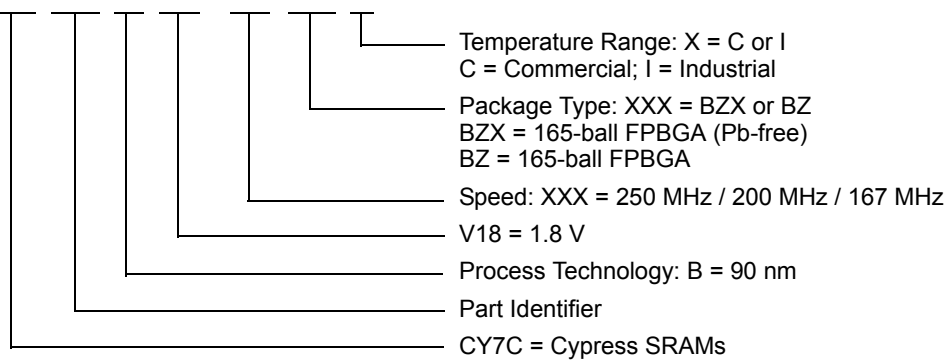 Temperature Range: X = C or I
C = Commercial; I = Industrial
Package Type: XXX = BZX or BZ
BZX = 165-ball FPBGA (Pb-free)
BZ = 165-ball FPBGA
Speed: XXX = 250 MHz / 200 MHz / 167 MHz
V18 = 1.8 V
Process Technology: B = 90 nm
Part Identifier
CY7C = Cypress SRAMs